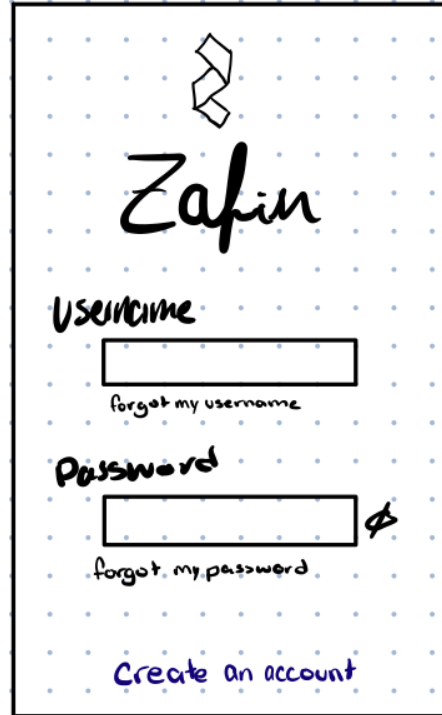 Zafin
Username
forgot my username
Password
forgot my password
Create an account